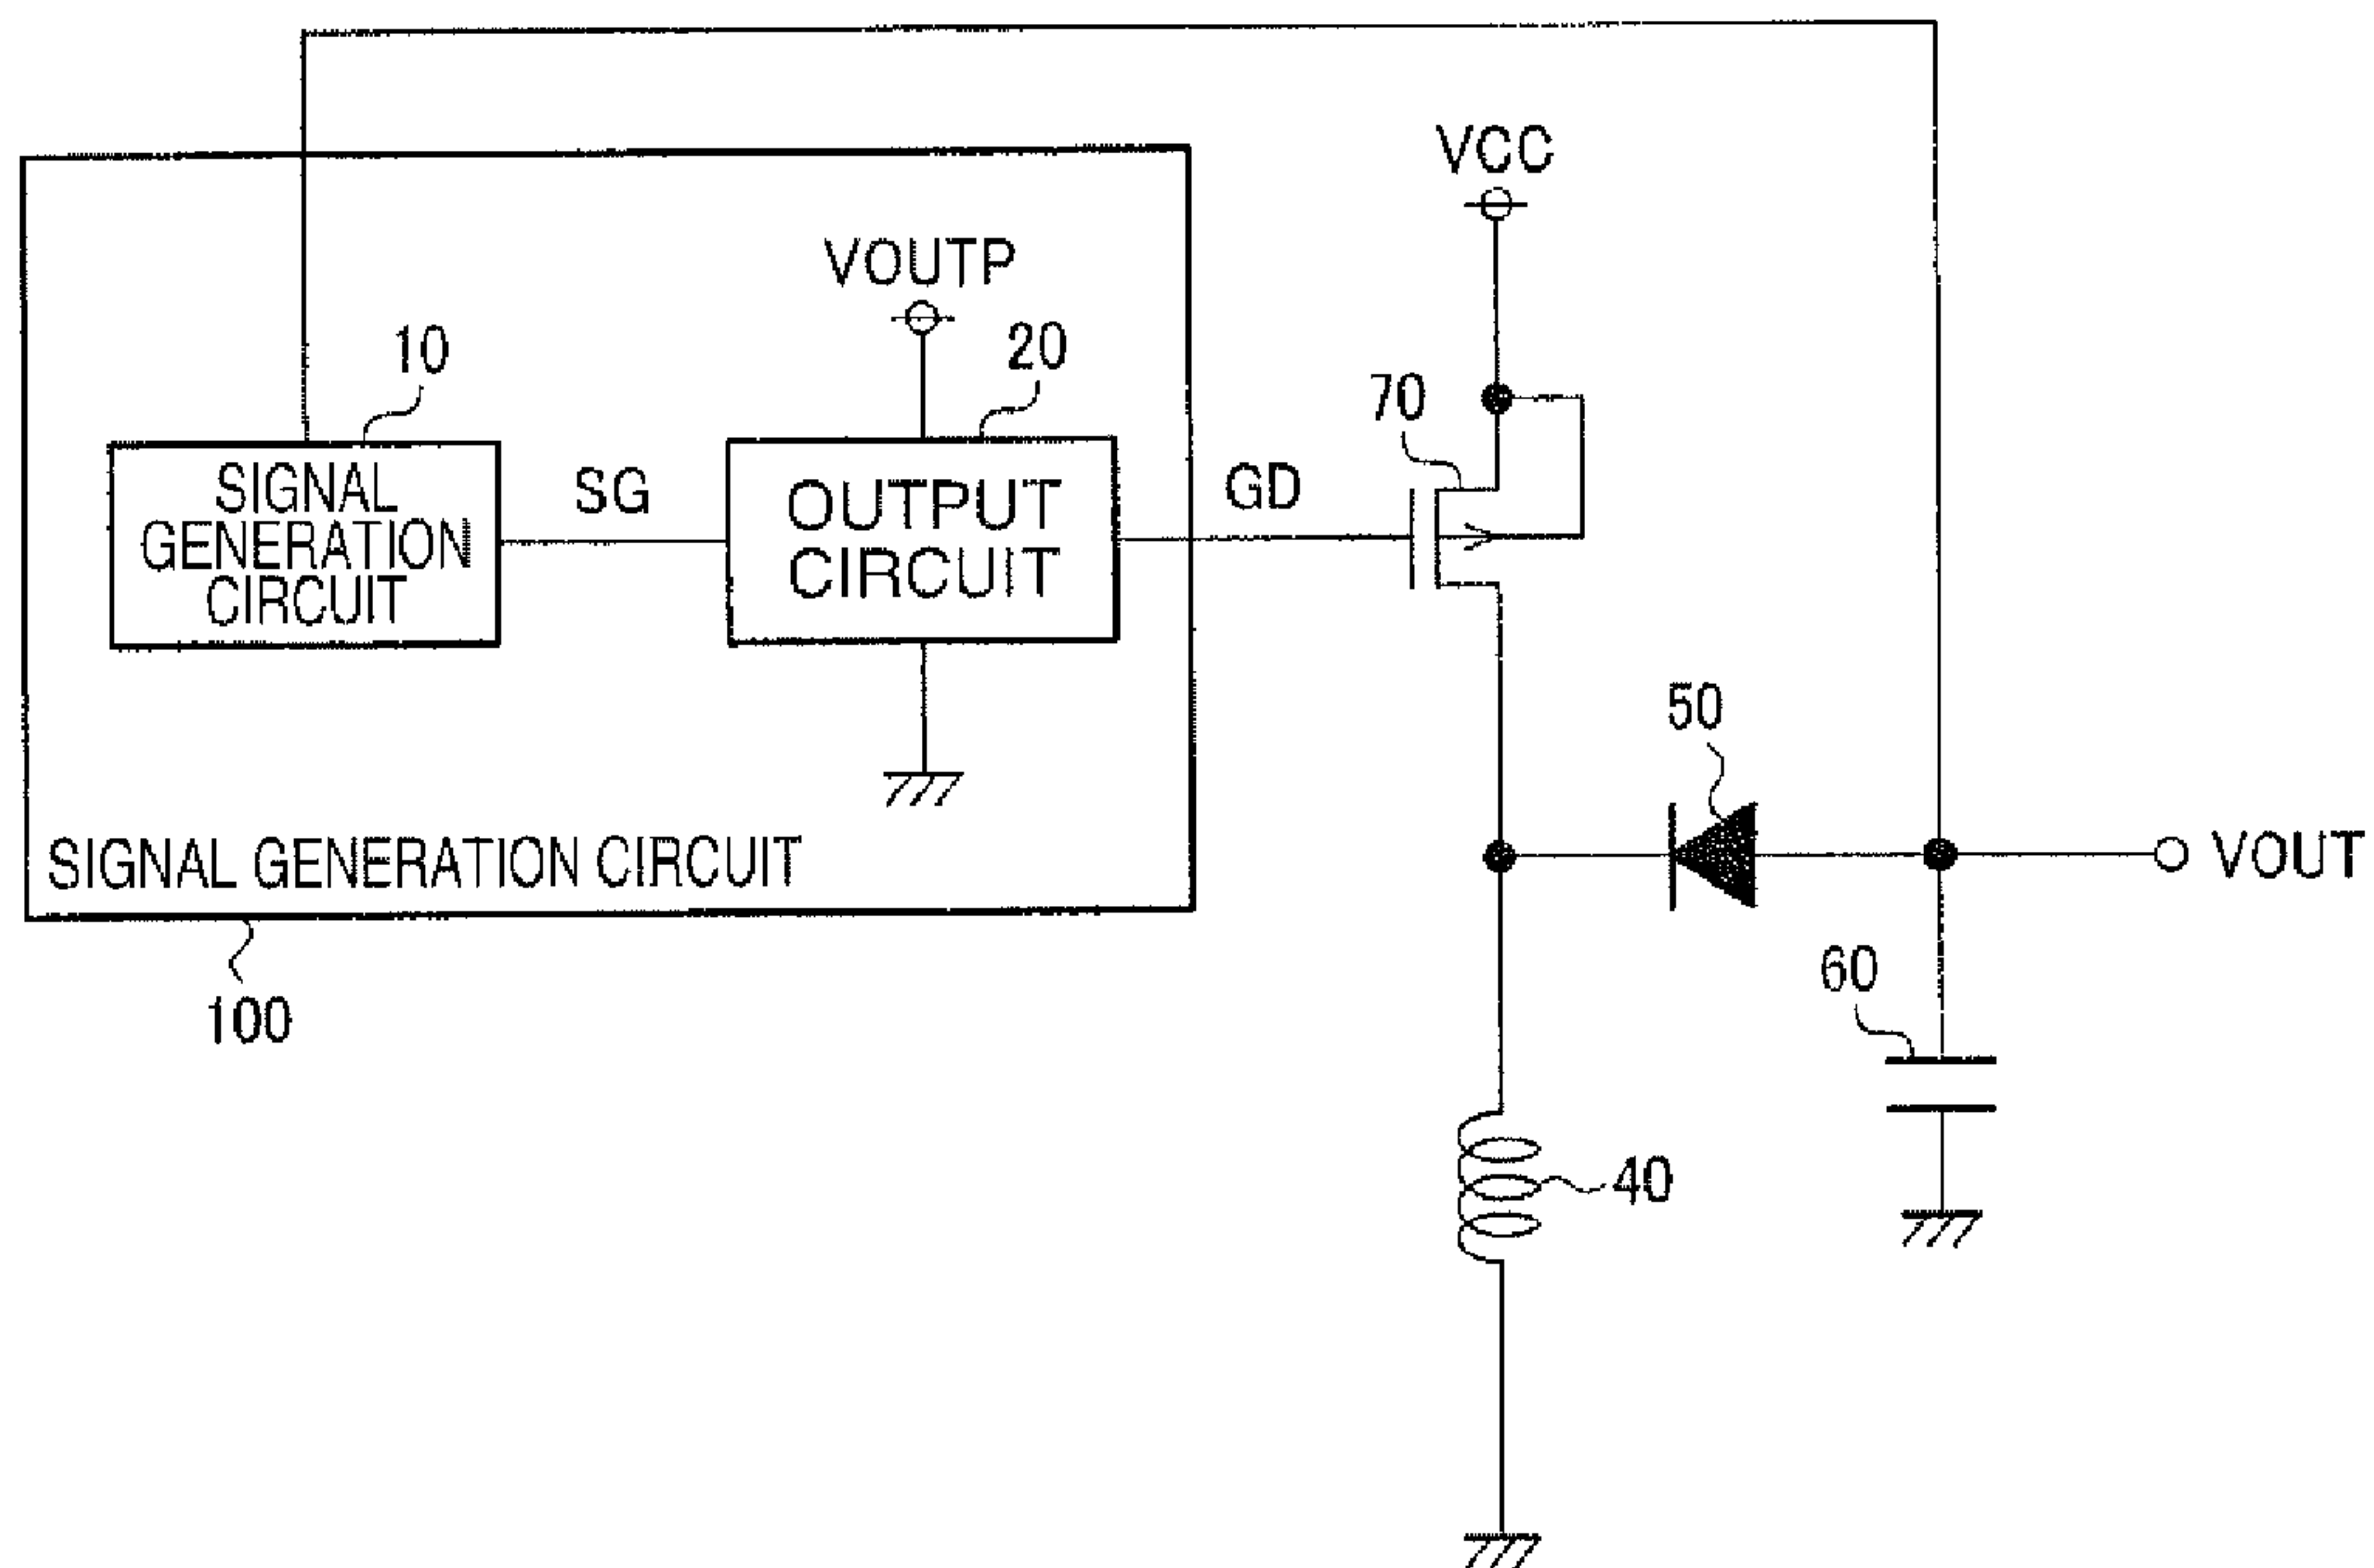 VCC
VOUTP
10
20
70
SIGNAL
GENERATION
CIRCUIT
SG
OUTPUT
CIRCUIT
GD
50
VOUT
SIGNAL GENERATION CIRCUIT
60
100
40